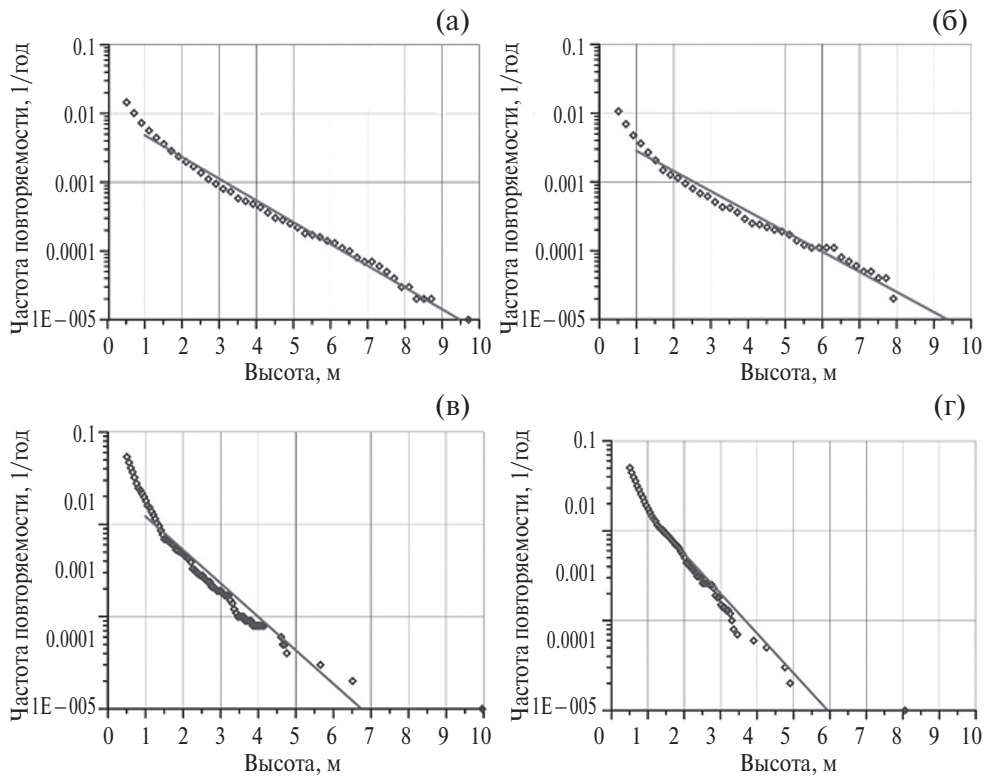 (а)
Частота повторяемости, 1/год
0.1
0.01
0.001
0.0001
1E−005
0 1 2 3 4 5 6 7 8 9 10
Высота, м
(б)
Частота повторяемости, 1/год
0.1
0.01
0.001
0.0001
1E−005
0 1 2 3 4 5 6 7 8 9 10
Высота, м
(в)
Частота повторяемости, 1/год
0.1
0.01
0.001
0.0001
1E−005
0 1 2 3 4 5 6 7 8 9 10
Высота, м
(г)
Частота повторяемости, 1/год
0.1
0.01
0.001
0.0001
1E−005
0 1 2 3 4 5 6 7 8 9 10
Высота, м